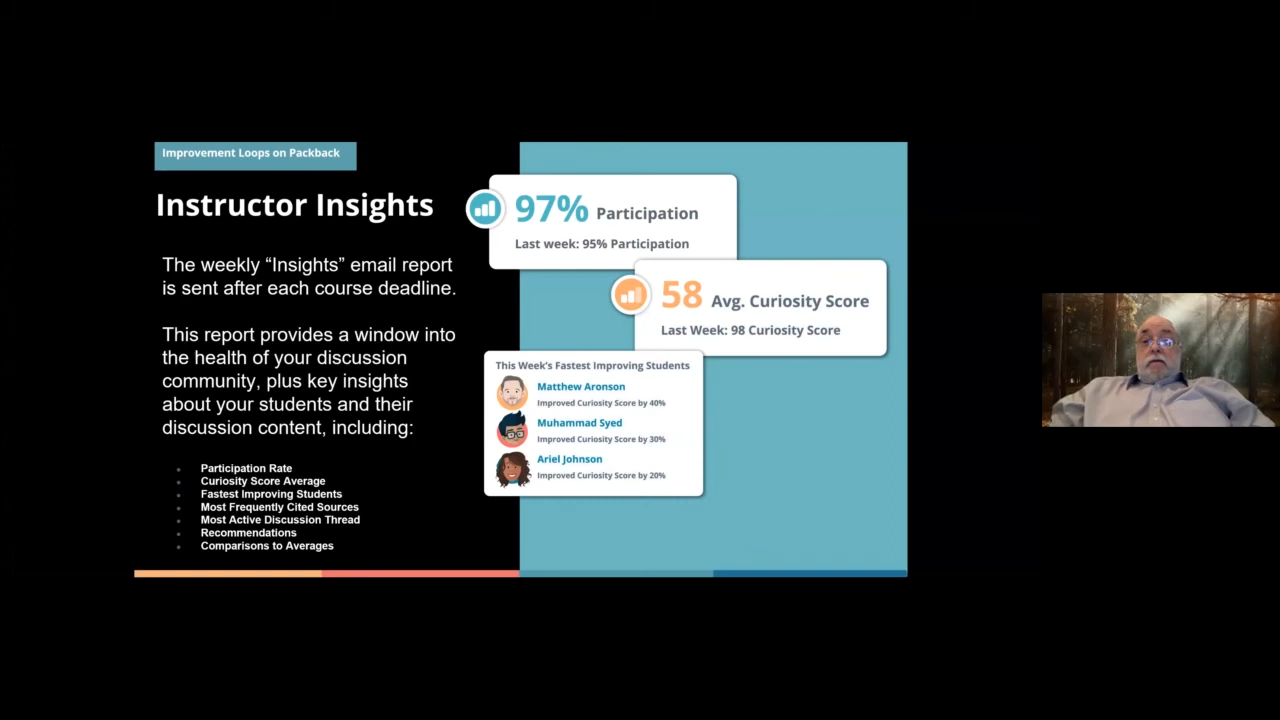 Improvement Loops on Packback
Instructor Insights
The weekly “Insights” email report
is sent after each course deadline.
This report provides a window into
the health of your discussion
community, plus key insights
about your students and their
discussion content, including:
Participation Rate
Curiosity Score Average
Fastest Improving Students
Most Frequently Cited Sources
Most Active Discussion Thread
Recommendations
Comparisons to Averages
97% Participation
Last week: 95% Participation
58 Avg. Curiosity Score
Last Week: 98 Curiosity Score
This Week’s Fastest Improving Students
Matthew Aronson
Improved Curiosity Score by 40%
Muhammad Syed
Improved Curiosity Score by 30%
Ariel Johnson
Improved Curiosity Score by 20%